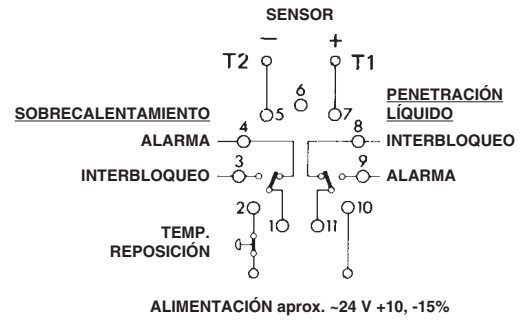 SENSOR
− +
T2 T1
5 6 7
SOBRECALENTAMIENTO
PENETRACIÓN
LÍQUIDO
4 8
ALARMA
INTERBLOQUEO
3 9
INTERBLOQUEO
ALARMA
2 1 11 10
TEMP.
REPOSICIÓN
ALIMENTACIÓN aprox. ~24 V +10, -15%